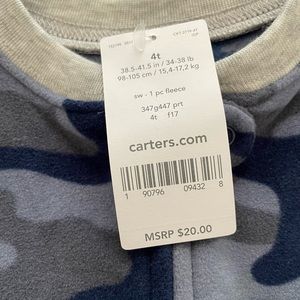 4t
38.5-41.5 in / 34-38 lb
98-105 cm / 15,4-17,2 kg
sw - 1 pc fleece
347g447 prt
4t f17
carters.com
1 90796 09432 8
MSRP $20.00